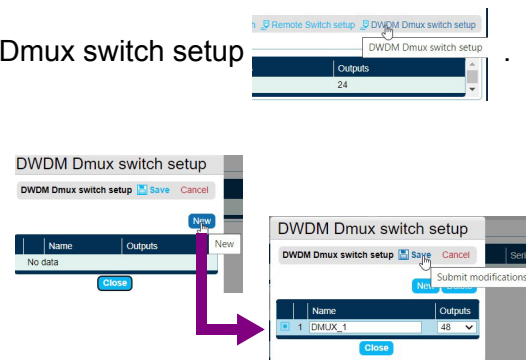 h Remote Switch setup DWDM Dmux switch setup
Dmux switch setup .
DWDM Dmux switch setup
Outputs
24
DWDM Dmux switch setup
DWDM Dmux switch setup Save Cancel
New
New
Name Outputs
No data
Close
DWDM Dmux switch setup
DWDM Dmux switch setup Save Cancel
Seri
Submit modifications
New
Name Outputs
1 DMUX_1 48
Close